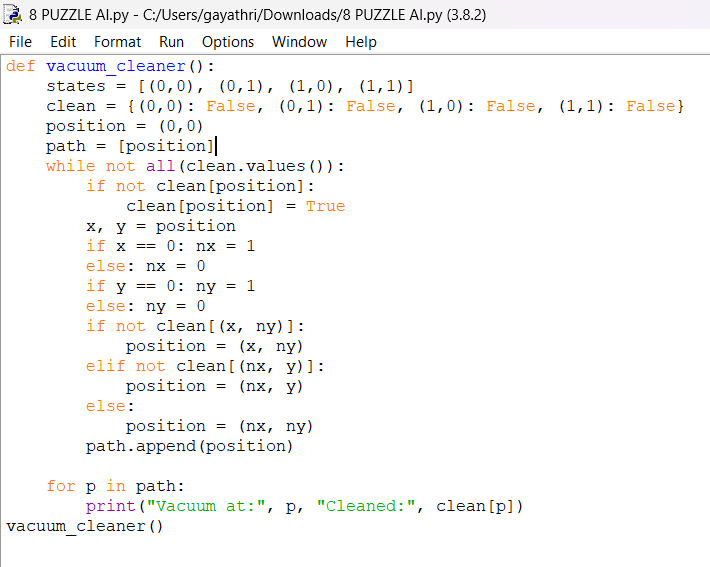 8 PUZZLE AI.py - C:/Users/gayathri/Downloads/8 PUZZLE AI.py (3.8.2)
File Edit Format Run Options Window Help
def vacuum_cleaner():
    states = [(0,0), (0,1), (1,0), (1,1)]
    clean = {(0,0): False, (0,1): False, (1,0): False, (1,1): False}
    position = (0,0)
    path = [position]
    while not all(clean.values()):
        if not clean[position]:
            clean[position] = True
        x, y = position
        if x == 0: nx = 1
        else: nx = 0
        if y == 0: ny = 1
        else: ny = 0
        if not clean[(x, ny)]:
            position = (x, ny)
        elif not clean[(nx, y)]:
            position = (nx, y)
        else:
            position = (nx, ny)
        path.append(position)

    for p in path:
        print("Vacuum at:", p, "Cleaned:", clean[p])
vacuum_cleaner()